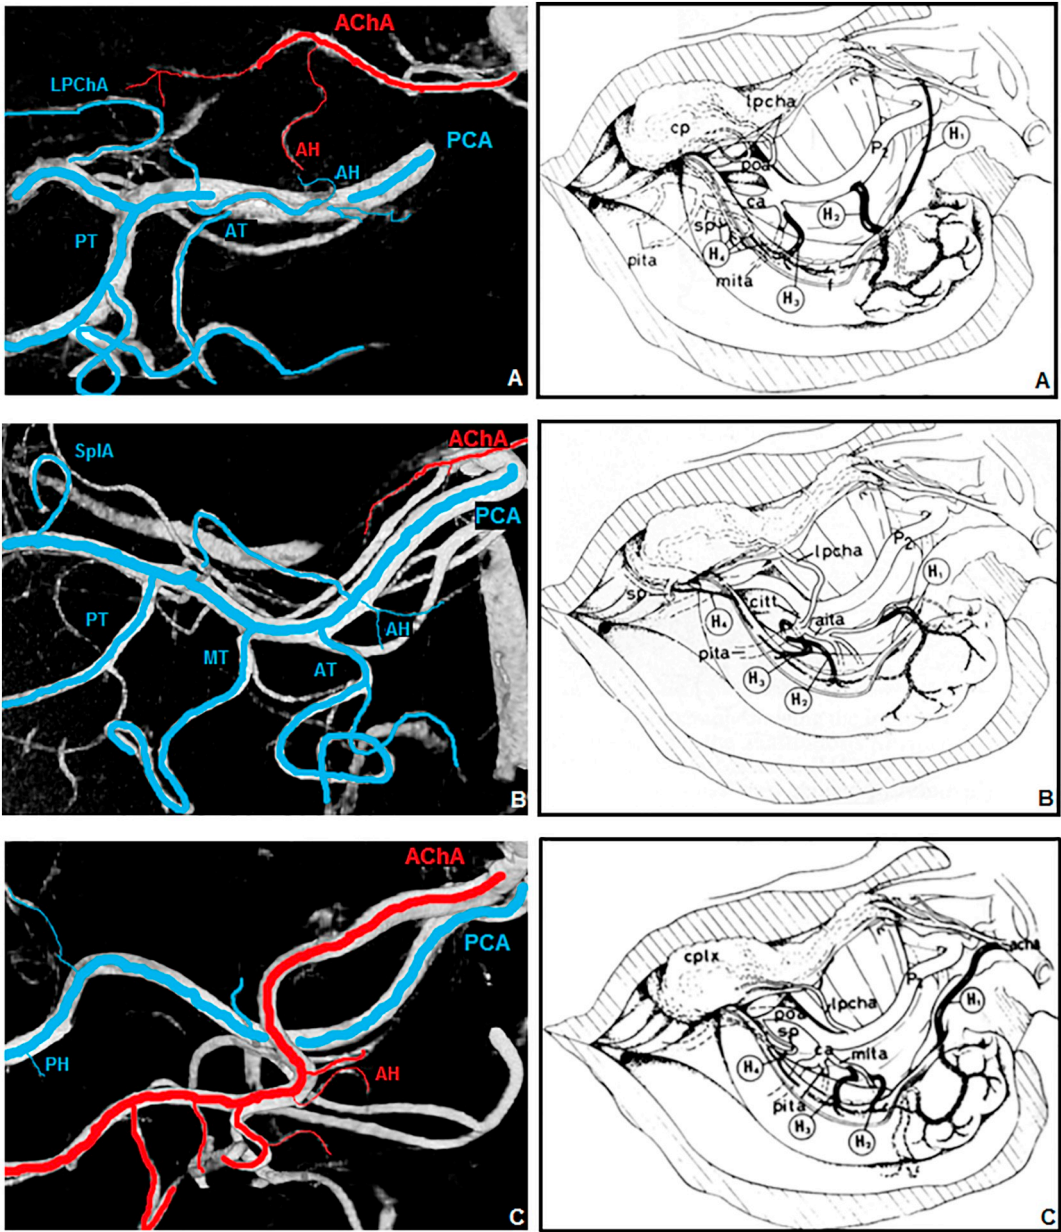 AChA
LPChA
PCA
AH
AH
PT
AT
A
lpcha
cp
H₁
poa
P₂
ca
H₂
sp
H₄
pita
mita
H₃
f
A
AChA
SplA
PCA
PT
AH
MT
AT
B
P₂
lpcha
H₁
sp
citt
H₄
aita
pita
H₃
H₂
B
AChA
PCA
PH
AH
C
acha
cplx
P₂
H₁
lpcha
poa
sp
ca
mita
H₄
pita
H₃
H₂
C